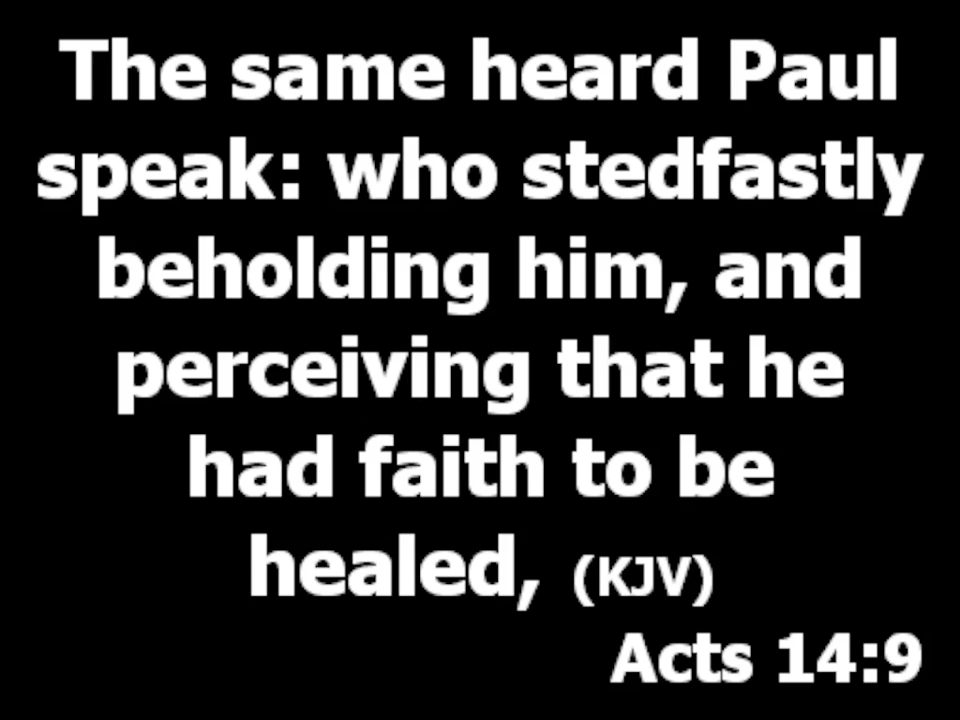 The same heard Paul
speak: who stedfastly
beholding him, and
perceiving that he
had faith to be
healed, (KJV)
Acts 14:9